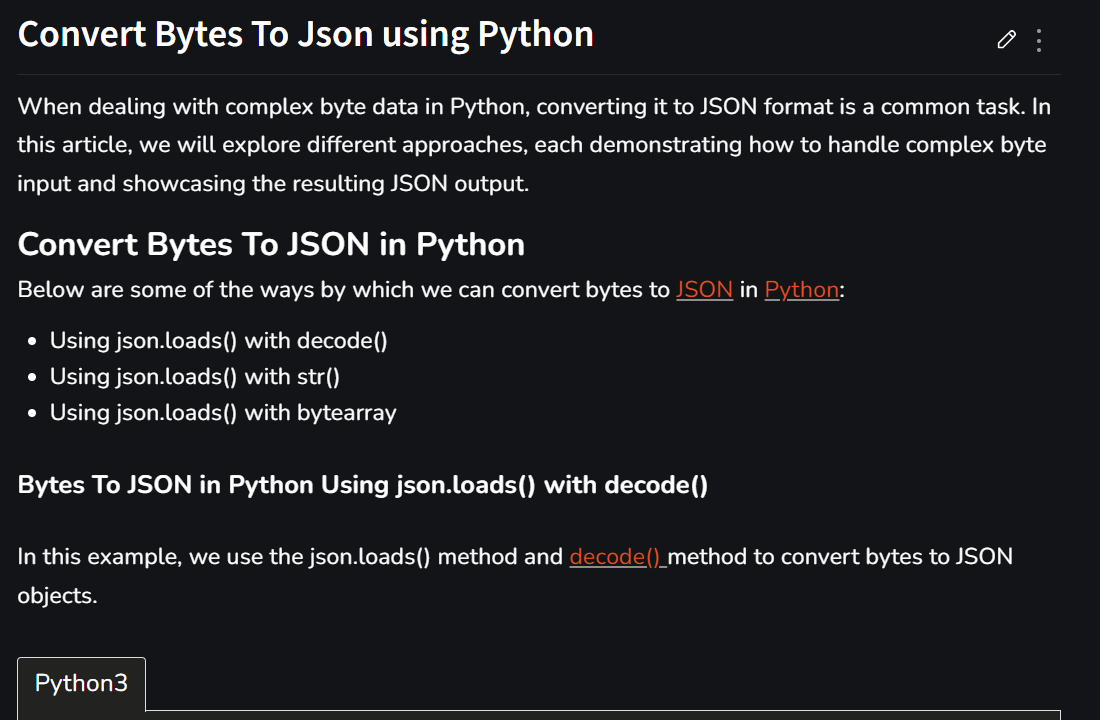 Convert Bytes To Json using Python
When dealing with complex byte data in Python, converting it to JSON format is a common task. In
this article, we will explore different approaches, each demonstrating how to handle complex byte
input and showcasing the resulting JSON output.
Convert Bytes To JSON in Python
Below are some of the ways by which we can convert bytes to JSON in Python:
• Using json.loads() with decode()
• Using json.loads() with str()
• Using json.loads() with bytearray
Bytes To JSON in Python Using json.loads() with decode()
In this example, we use the json.loads() method and decode() method to convert bytes to JSON
objects.
Python3